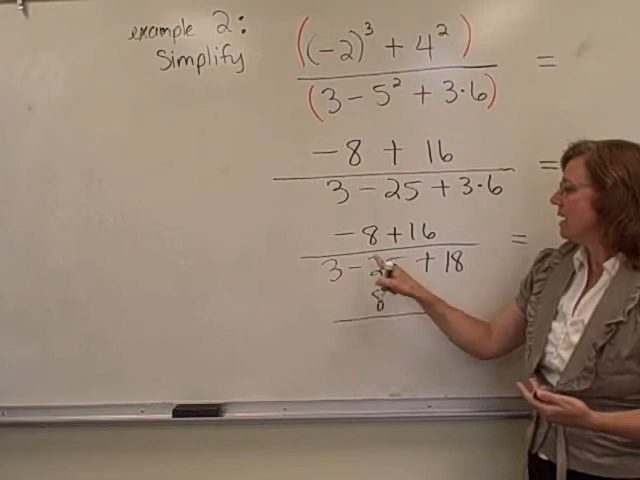 example 2:
Simplify
((-2)³ + 4²) =
(3 - 5² + 3·6)
-8 + 16 =
3 - 25 + 3·6
-8 + 16 =
3 - 25 + 18
8